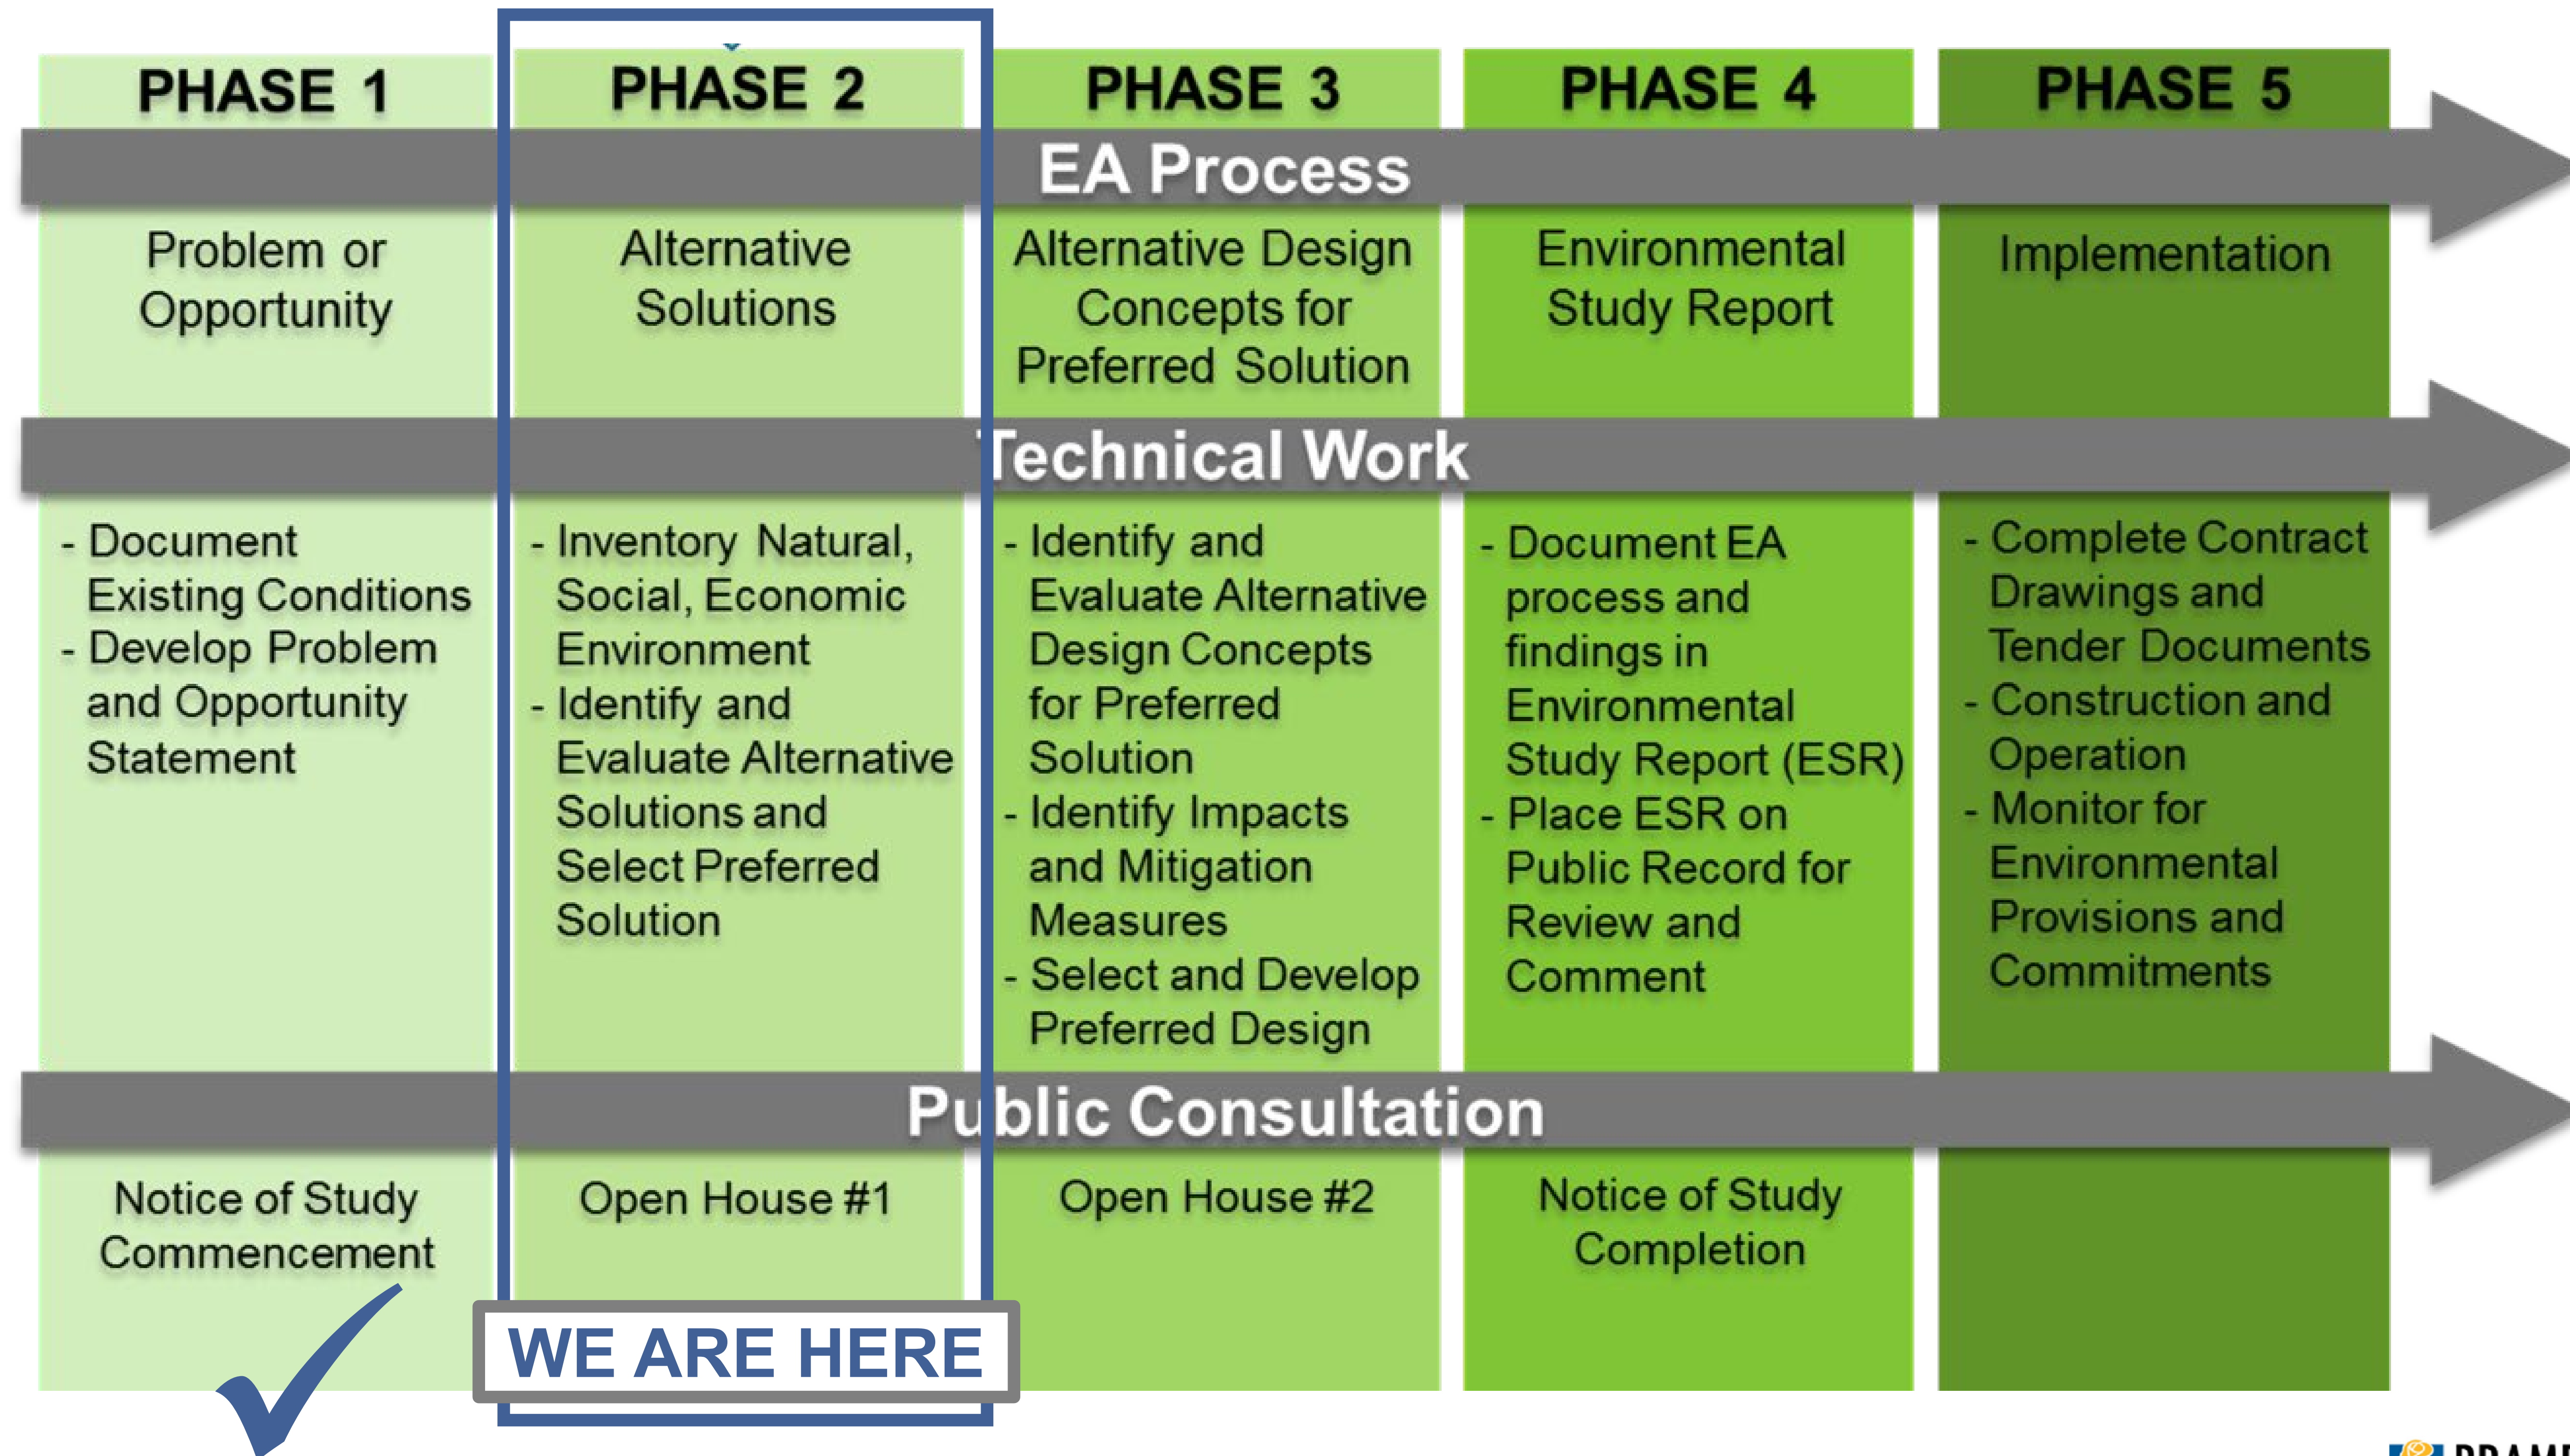 PHASE 1
PHASE 2
PHASE 3
PHASE 4
PHASE 5
EA Process
Problem or
Opportunity
Alternative
Solutions
Alternative Design
Concepts for
Preferred Solution
Environmental
Study Report
Implementation
Technical Work
- Document
Existing Conditions
- Develop Problem
and Opportunity
Statement
- Inventory Natural,
Social, Economic
Environment
- Identify and
Evaluate Alternative
Solutions and
Select Preferred
Solution
- Identify and
Evaluate Alternative
Design Concepts
for Preferred
Solution
- Identify Impacts
and Mitigation
Measures
- Select and Develop
Preferred Design
- Document EA
process and
findings in
Environmental
Study Report (ESR)
- Place ESR on
Public Record for
Review and
Comment
- Complete Contract
Drawings and
Tender Documents
- Construction and
Operation
- Monitor for
Environmental
Provisions and
Commitments
Public Consultation
Notice of Study
Commencement
Open House #1
Open House #2
Notice of Study
Completion
WE ARE HERE